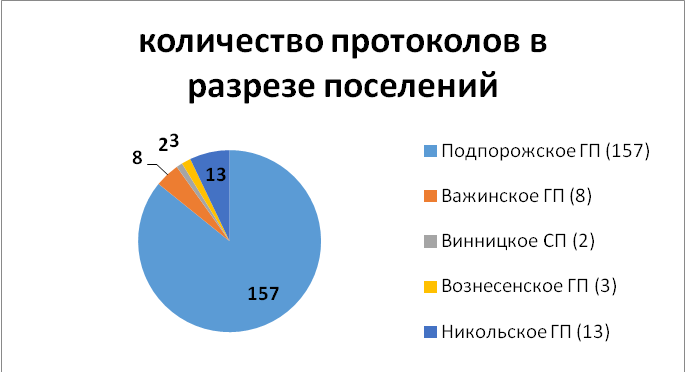 количество протоколов в
разрезе поселений
2 3
8
13
157
Подпорожское ГП (157)
Важинское ГП (8)
Винницкое СП (2)
Вознесенское ГП (3)
Никольское ГП (13)